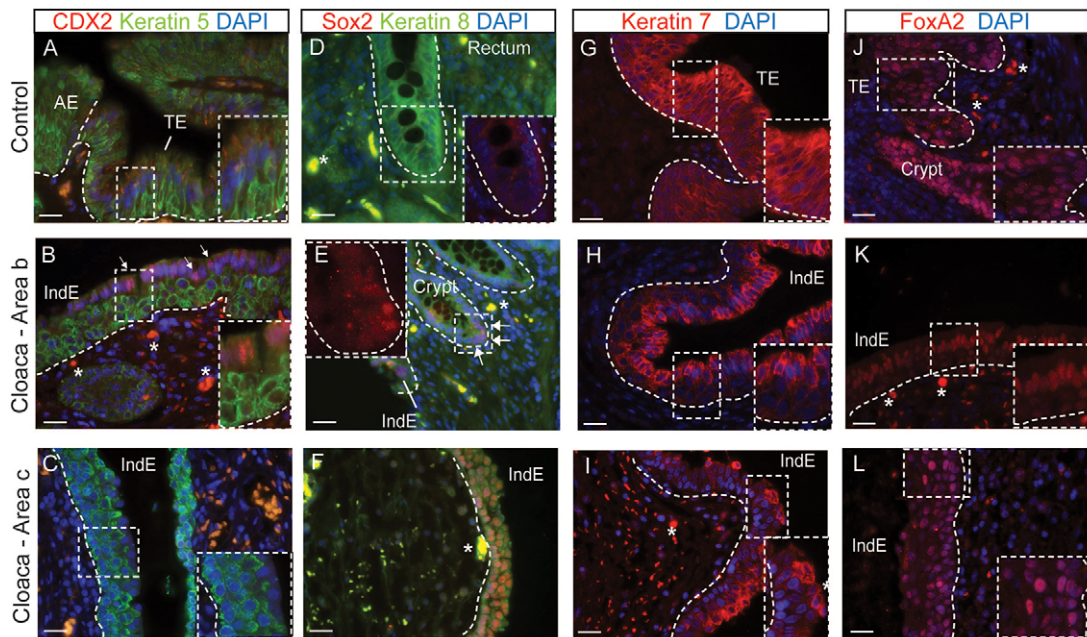 CDX2 Keratin 5 DAPI
Sox2 Keratin 8 DAPI
Keratin 7 DAPI
FoxA2 DAPI
Control
A
AE
TE
D
Rectum
*
G
TE
J
TE
*
*
Crypt
Cloaca - Area b
B
IndE
*
*
E
Crypt
*
IndE
H
IndE
K
IndE
*
*
Cloaca - Area c
C
IndE
F
IndE
*
I
IndE
*
*
L
IndE